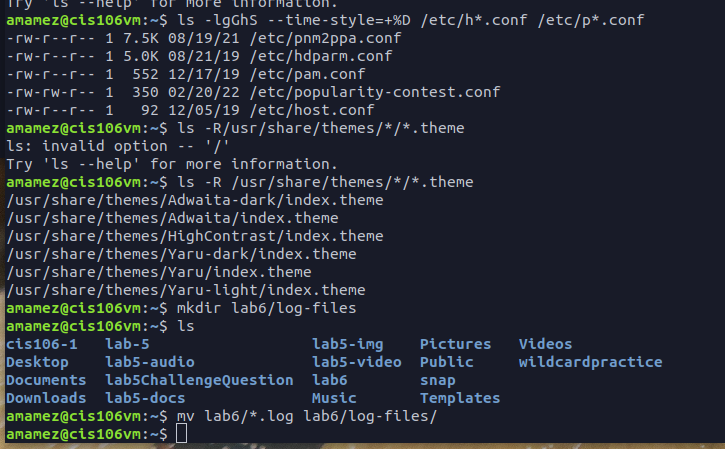 Try 'ls --help' for more information.
amamez@cis106vm:~$ ls -lgGhS --time-style=+%D /etc/h*.conf /etc/p*.conf
-rw-r--r-- 1 7.5K 08/19/21 /etc/pnm2ppa.conf
-rw-r--r-- 1 5.0K 08/21/19 /etc/hdparm.conf
-rw-r--r-- 1  552 12/17/19 /etc/pam.conf
-rw-rw-r-- 1  350 02/20/22 /etc/popularity-contest.conf
-rw-r--r-- 1   92 12/05/19 /etc/host.conf
amamez@cis106vm:~$ ls -R/usr/share/themes/*/*.theme
ls: invalid option -- '/'
Try 'ls --help' for more information.
amamez@cis106vm:~$ ls -R /usr/share/themes/*/*.theme
/usr/share/themes/Adwaita-dark/index.theme
/usr/share/themes/Adwaita/index.theme
/usr/share/themes/HighContrast/index.theme
/usr/share/themes/Yaru-dark/index.theme
/usr/share/themes/Yaru/index.theme
/usr/share/themes/Yaru-light/index.theme
amamez@cis106vm:~$ mkdir lab6/log-files
amamez@cis106vm:~$ ls
cis106-1   lab-5                  lab5-img    Pictures   Videos
Desktop    lab5-audio             lab5-video  Public     wildcardpractice
Documents  lab5ChallengeQuestion  lab6        snap
Downloads  lab5-docs              Music       Templates
amamez@cis106vm:~$ mv lab6/*.log lab6/log-files/
amamez@cis106vm:~$